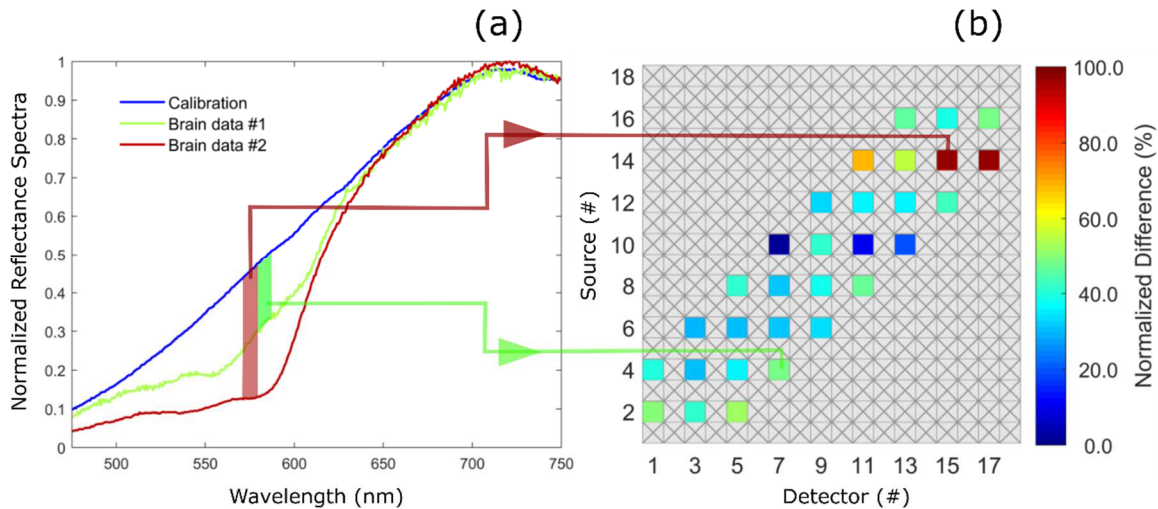 (a)
Normalized Reflectance Spectra
1
0.9
0.8
0.7
0.6
0.5
0.4
0.3
0.2
0.1
0
Calibration
Brain data #1
Brain data #2
500 550 600 650 700 750
Wavelength (nm)
(b)
Source (#)
18
16
14
12
10
8
6
4
2
1 3 5 7 9 11 13 15 17
Detector (#)
100.0
80.0
60.0
40.0
20.0
0.0
Normalized Difference (%)